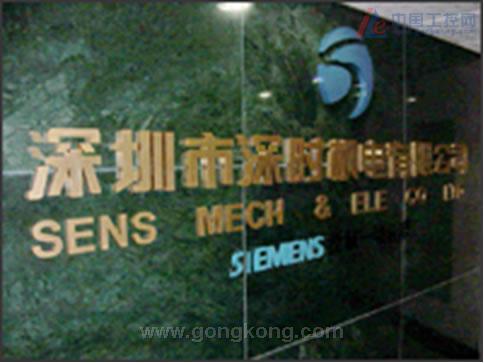 中国工控网
深圳市深时机电有限公司
SENS MECH & ELE CO
SIEMENS
www.gongkong.com